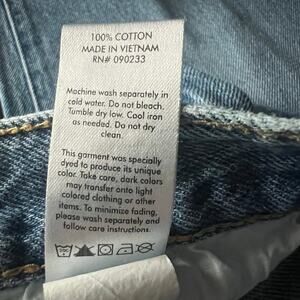 100% COTTON
MADE IN VIETNAM
RN# 090233
Machine wash separately in
cold water. Do not bleach.
Tumble dry low. Cool iron
as needed. Do not dry
clean.
This garment was specially
dyed to produce its unique
color. Take care, dark colors
may transfer onto light
colored clothing or other
items. To minimize fading,
please wash separately and
follow care instructions.